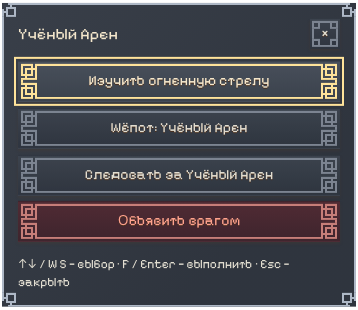 Учёный Арен
×
Изучить огненную стрелу
Шёпот: Учёный Арен
Следовать за Учёный Арен
Объявить врагом
↑↓ / W S – выбор · F / Enter – выполнить · Esc –
закрыть